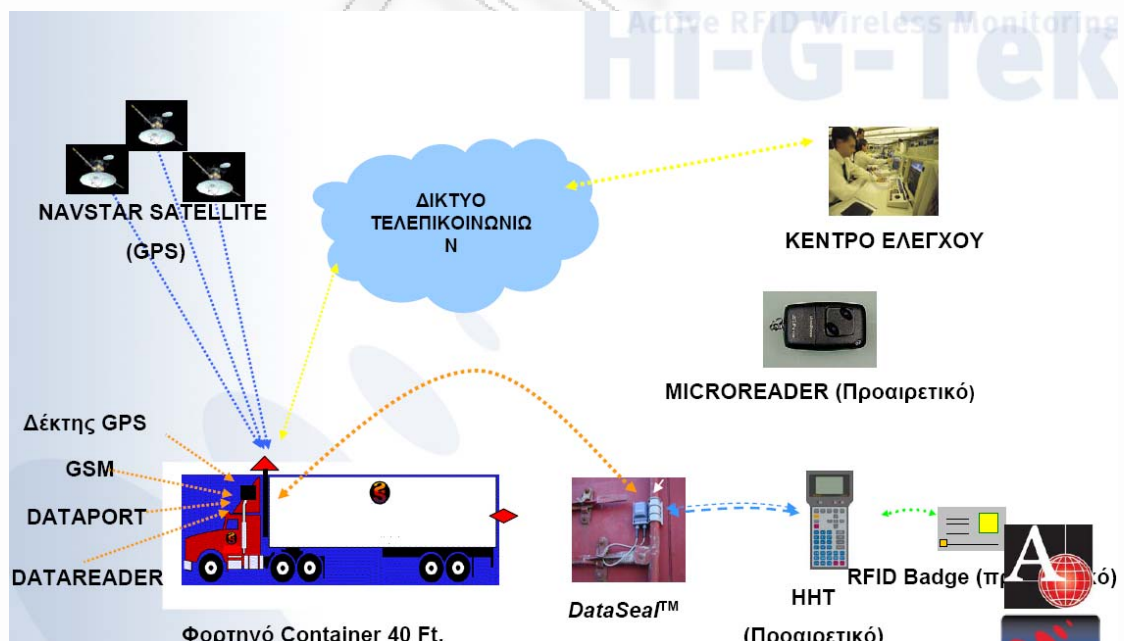 Active RFID Wireless Monitoring
Hi-G-Tek
NAVSTAR SATELLITE
(GPS)
ΔΙΚΤΥΟ
ΤΕΛΕΠΙΚΟΙΝΩΝΙΩ
Ν
ΚΕΝΤΡΟ ΕΛΕΓΧΟΥ
MICROREADER (Προαιρετικό)
Δέκτης GPS
GSM
DATAPORT
DATAREADER
DataSeal™
HHT
(Προαιρετικό)
RFID Badge
Φορτηγό Container 40 Ft.